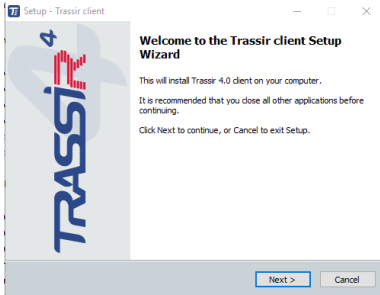 Setup - Trassir client
TRASSIR
4
Welcome to the Trassir client Setup
Wizard
This will install Trassir 4.0 client on your computer.
It is recommended that you close all other applications before
continuing.
Click Next to continue, or Cancel to exit Setup.
Next >
Cancel